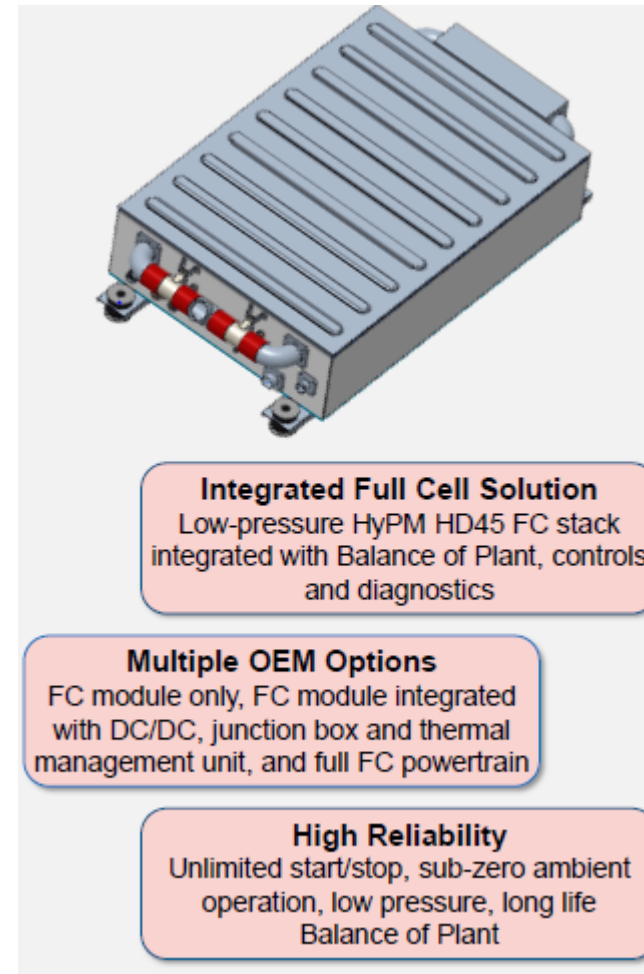 Integrated Full Cell Solution
Low-pressure HyPM HD45 FC stack
integrated with Balance of Plant, controls
and diagnostics
Multiple OEM Options
FC module only, FC module integrated
with DC/DC, junction box and thermal
management unit, and full FC powertrain
High Reliability
Unlimited start/stop, sub-zero ambient
operation, low pressure, long life
Balance of Plant